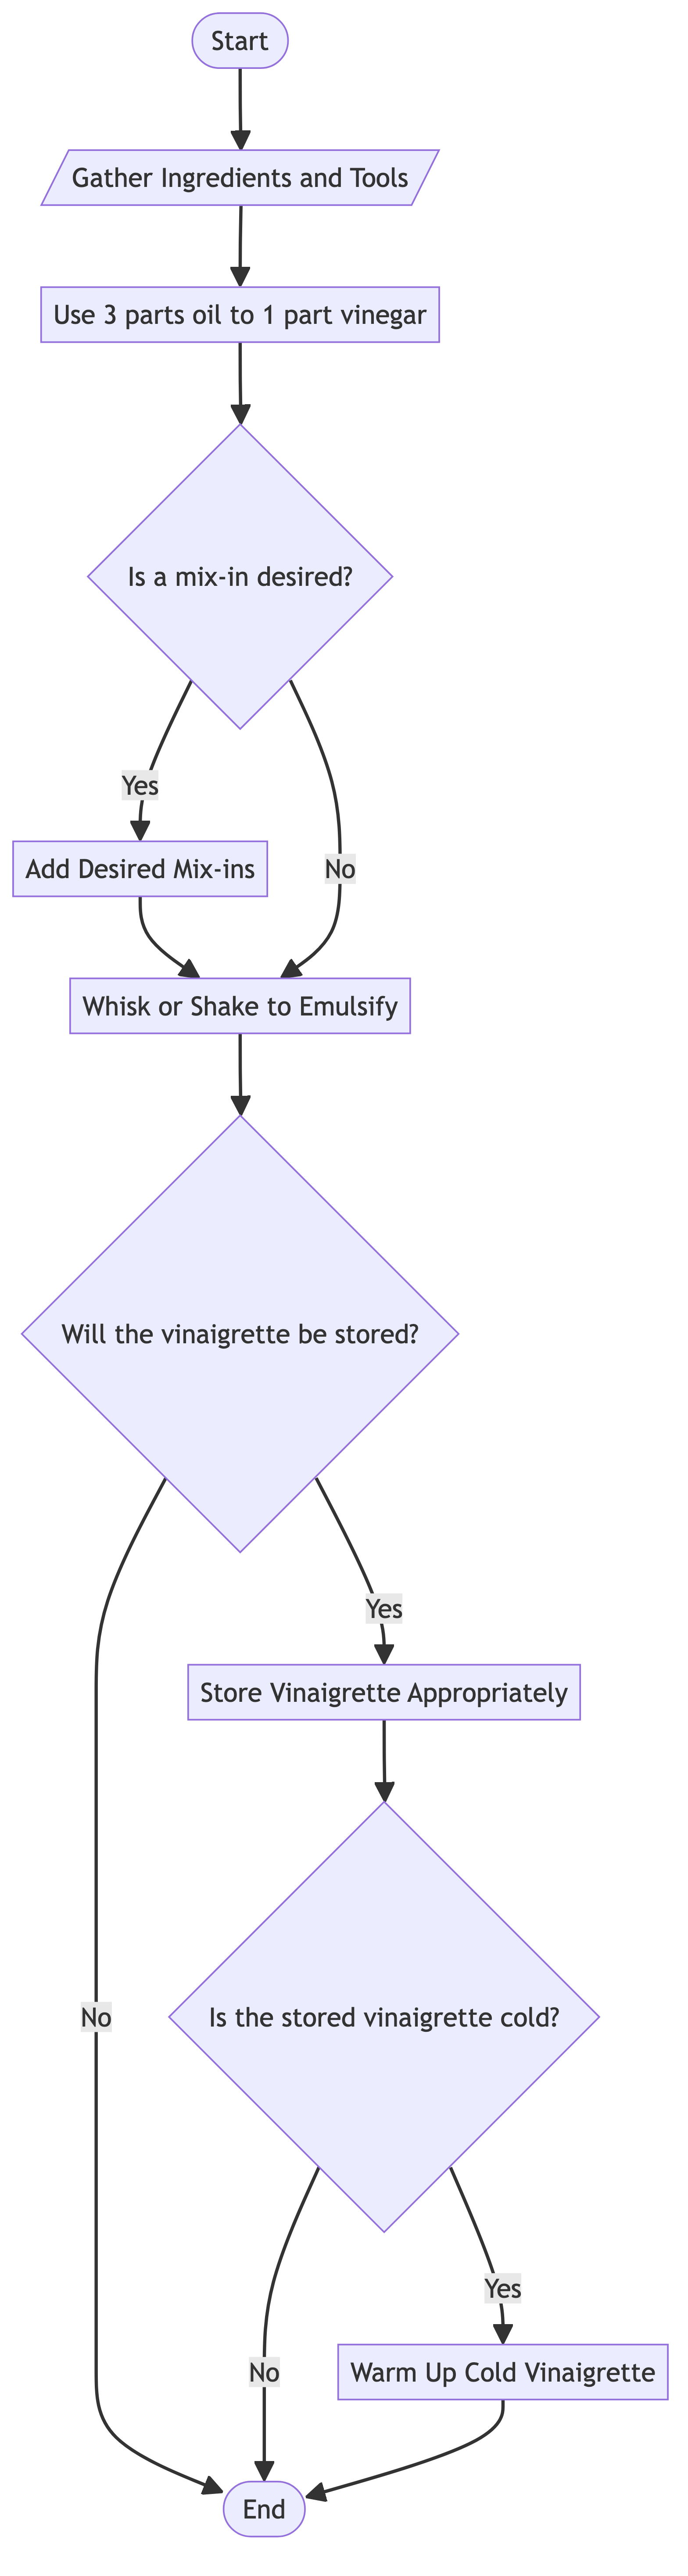 Start
Gather Ingredients and Tools
Use 3 parts oil to 1 part vinegar
Is a mix-in desired?
Yes
Add Desired Mix-ins
No
Whisk or Shake to Emulsify
Will the vinaigrette be stored?
Yes
Store Vinaigrette Appropriately
No
Is the stored vinaigrette cold?
Yes
No
Warm Up Cold Vinaigrette
End